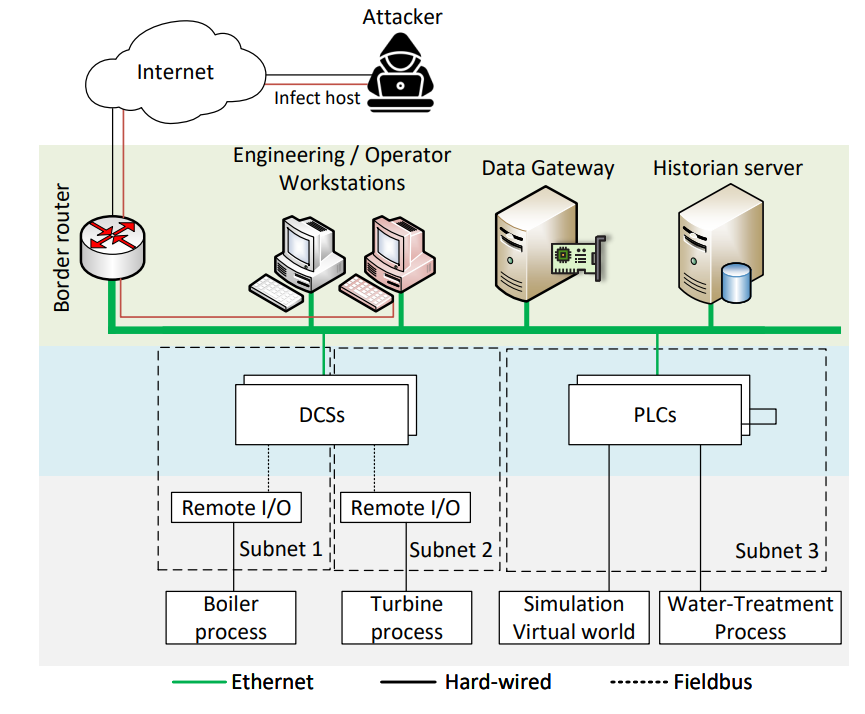 Attacker
Internet
Infect host
Engineering / Operator
Workstations
Data Gateway
Historian server
Border router
DCSs
PLCs
Remote I/O
Remote I/O
Subnet 1
Subnet 2
Subnet 3
Boiler
process
Turbine
process
Simulation
Virtual world
Water-Treatment
Process
Ethernet
Hard-wired
Fieldbus